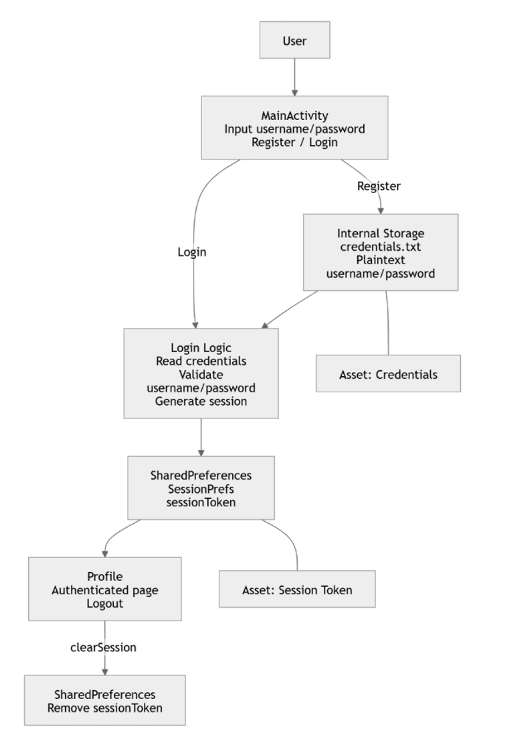 User
MainActivity
Input username/password
Register / Login
Register
Login
Internal Storage
credentials.txt
Plaintext
username/password
Login Logic
Read credentials
Validate
username/password
Generate session
Asset: Credentials
SharedPreferences
SessionPrefs
sessionToken
Profile
Authenticated page
Logout
Asset: Session Token
clearSession
SharedPreferences
Remove sessionToken